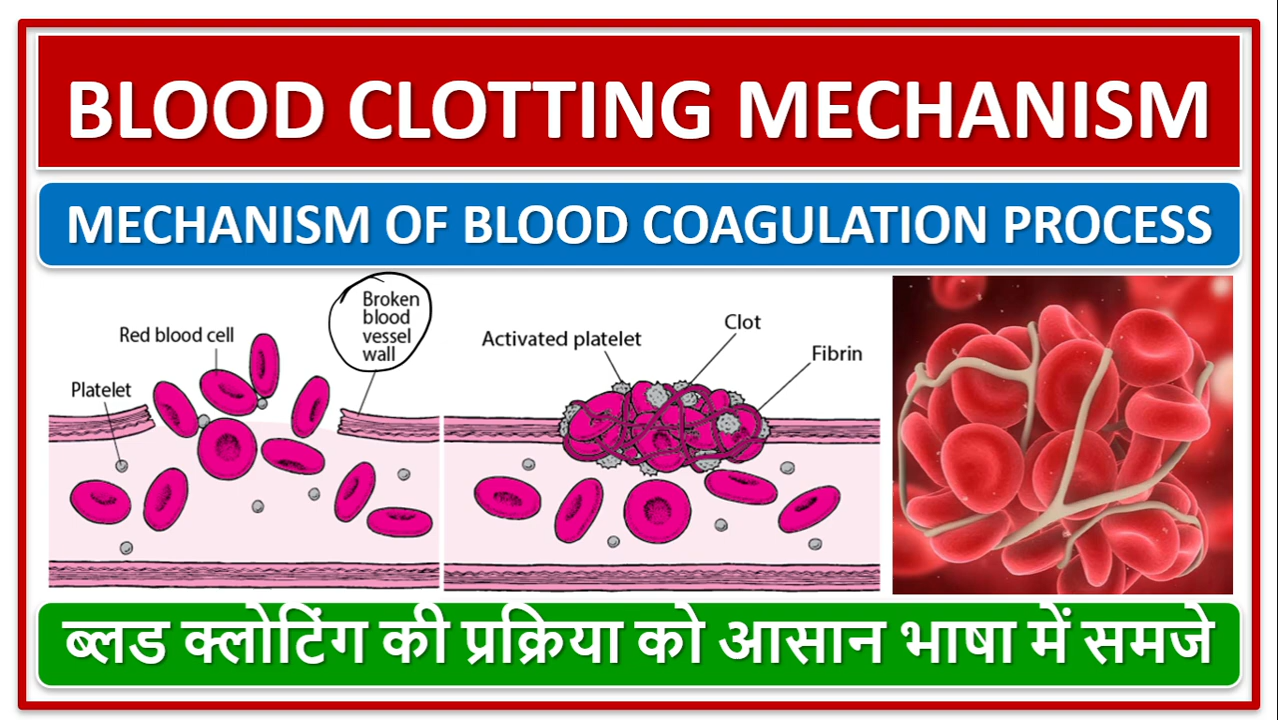 BLOOD CLOTTING MECHANISM
MECHANISM OF BLOOD COAGULATION PROCESS
Broken
blood
vessel
wall
Red blood cell
Platelet
Clot
Activated platelet
Fibrin
ब्लड क्लोटिंग की प्रक्रिया को आसान भाषा में समजे